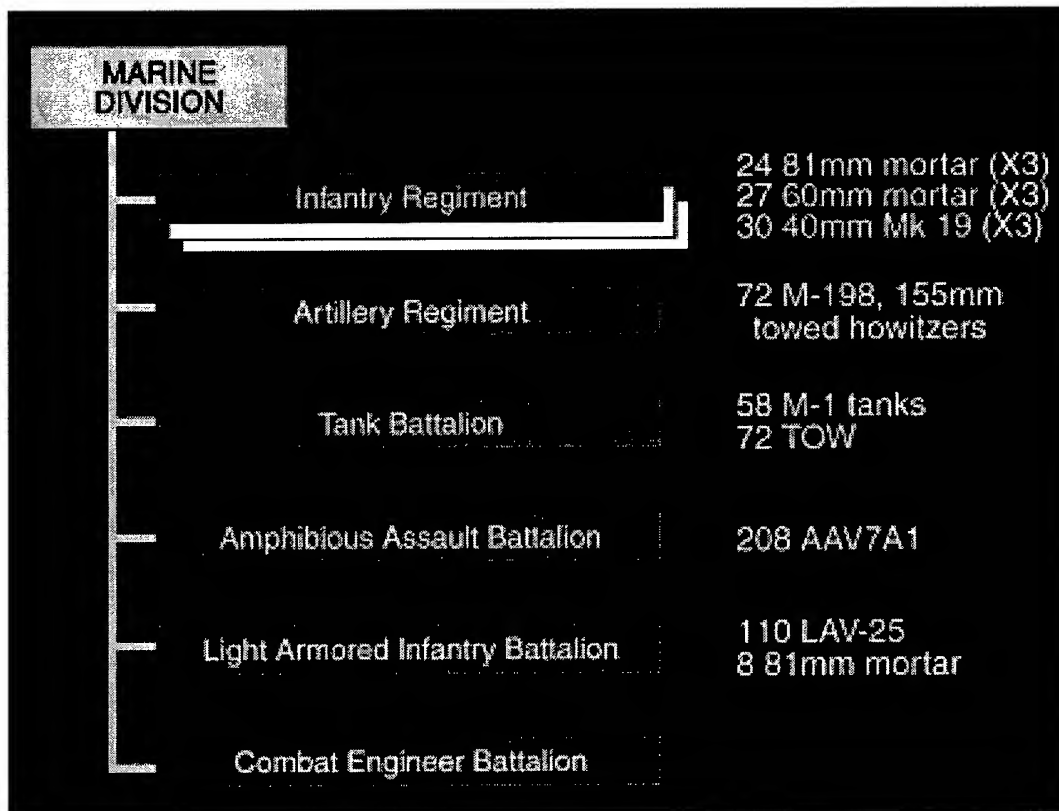 MARINE
DIVISION
Infantry Regiment
24 81mm mortar (X3)
27 60mm mortar (X3)
30 40mm Mk 19 (X3)
Artillery Regiment
72 M-198, 155mm
towed howitzers
Tank Battalion
58 M-1 tanks
72 TOW
Amphibious Assault Battalion
208 AAV7A1
Light Armored Infantry Battalion
110 LAV-25
8 81mm mortar
Combat Engineer Battalion